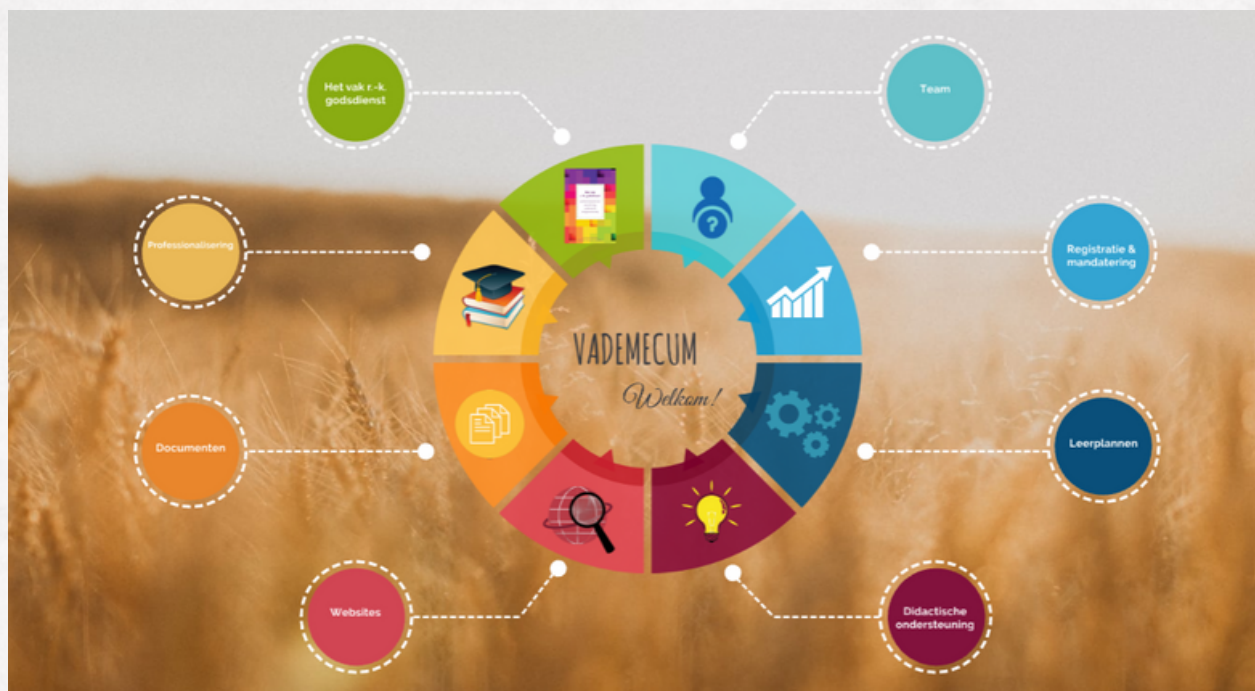 Het vak r.-k.
godsdienst
Team
Professionalisering
Registratie &
mandatering
VADEMECUM
Welkom!
?
Documenten
Leerplannen
Websites
Didactische
ondersteuning